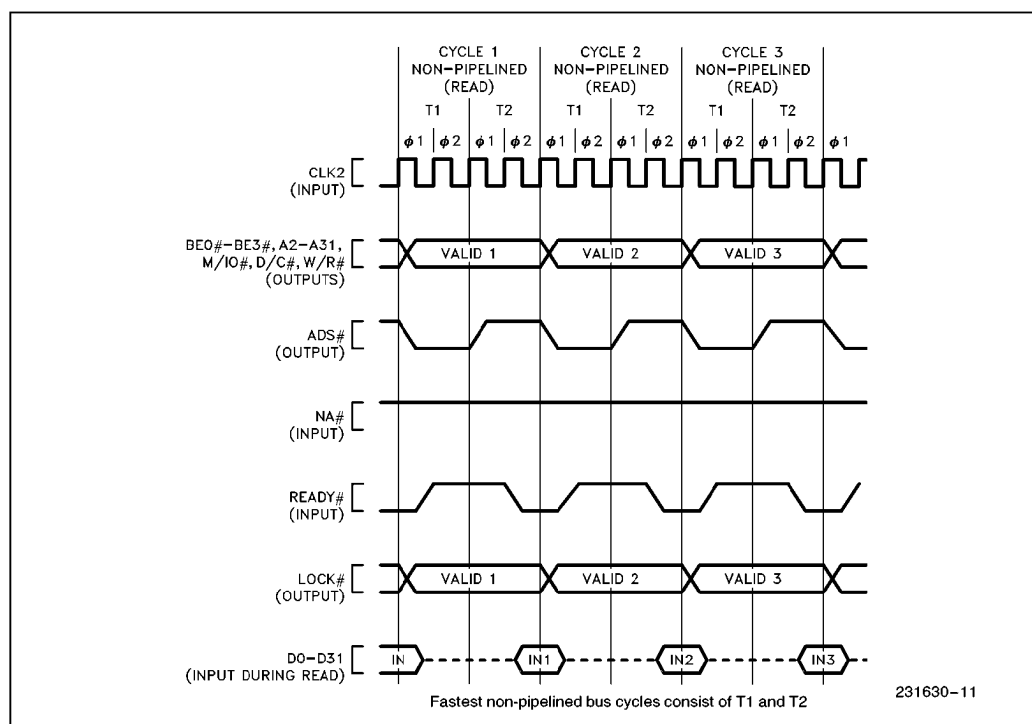 CYCLE 1 CYCLE 2 CYCLE 3
NON-PIPELINED NON-PIPELINED NON-PIPELINED
(READ) (READ) (READ)
T1 T2 T1 T2 T1 T2
ϕ1 ϕ2 ϕ1 ϕ2 ϕ1 ϕ2 ϕ1 ϕ2 ϕ1 ϕ2 ϕ1 ϕ2 ϕ1
CLK2
(INPUT)
BE0#-BE3#, A2-A31,
M/IO#, D/C#, W/R#
(OUTPUTS)
VALID 1 VALID 2 VALID 3
ADS#
(OUTPUT)
NA#
(INPUT)
READY#
(INPUT)
LOCK#
(OUTPUT)
VALID 1 VALID 2 VALID 3
D0-D31
(INPUT DURING READ)
IN IN1 IN2 IN3
Fastest non-pipelined bus cycles consist of T1 and T2
231630-11